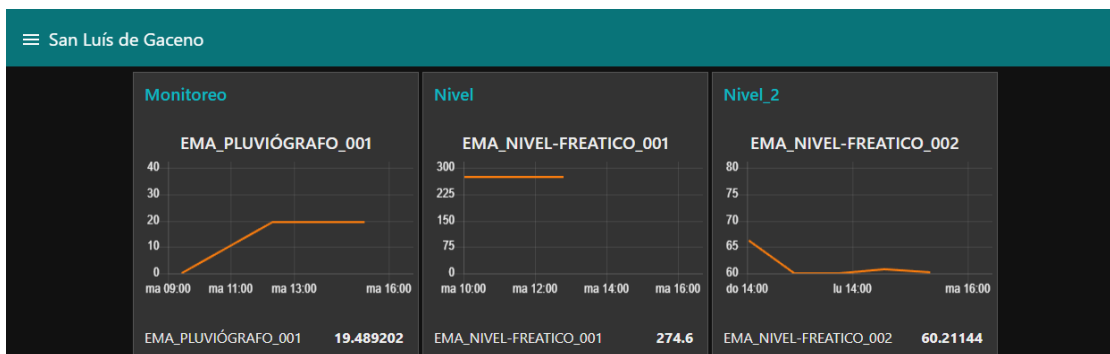 San Luís de Gaceno
Monitoreo
EMA_PLUVIÓGRAFO_001
40
30
20
10
0
ma 09:00 ma 11:00 ma 13:00 ma 16:00
EMA_PLUVIÓGRAFO_001 19.489202
Nivel
EMA_NIVEL-FREATICO_001
300
225
150
75
0
ma 10:00 ma 12:00 ma 14:00 ma 16:00
EMA_NIVEL-FREATICO_001 274.6
Nivel_2
EMA_NIVEL-FREATICO_002
80
75
70
65
60
do 14:00 lu 14:00 ma 16:00
EMA_NIVEL-FREATICO_002 60.21144